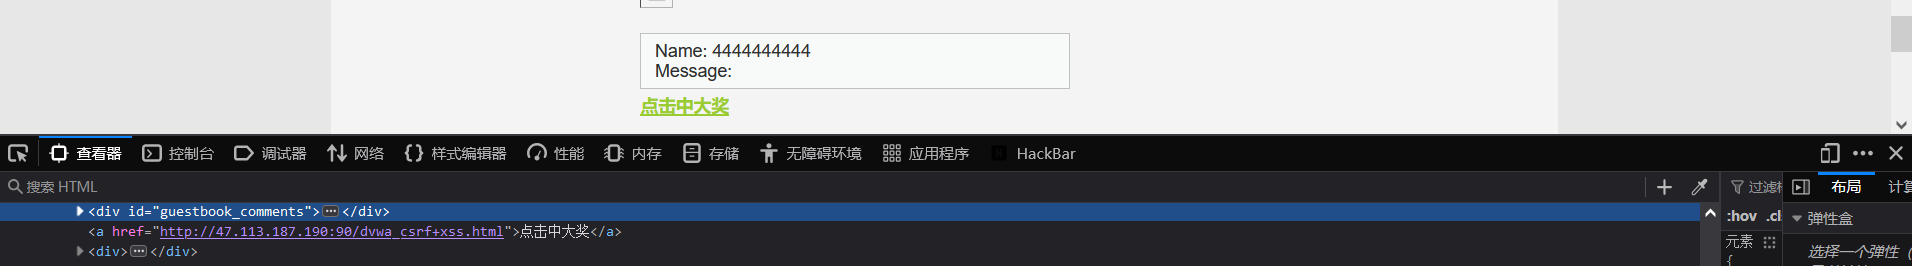 Name: 4444444444
Message:
点击中大奖
查看器 控制台 调试器 网络 样式编辑器 性能 内存 存储 无障碍环境 应用程序 HackBar
搜索 HTML
过滤
布局
<div id="guestbook_comments"></div>
:hov .cl
弹性盒
<a href="http://47.113.187.190:90/dvwa_csrf+xss.html">点击中大奖</a>
元素
<div></div>
选择一个弹性
{